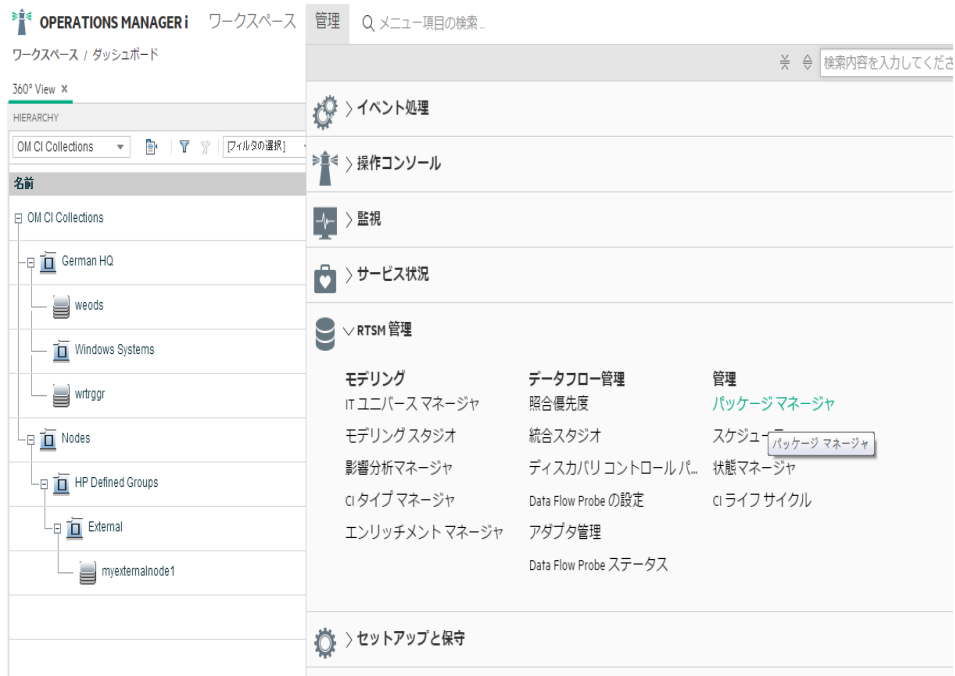 OPERATIONS MANAGER i ワークスペース 管理 メニュー項目の検索...
ワークスペース / ダッシュボード
検索内容を入力してくださ
360° View ×
HIERARCHY
OM CI Collections
[フィルタの選択]
名前
OM CI Collections
German HQ
weods
Windows Systems
wrtrggr
Nodes
HP Defined Groups
External
myexternalnode1
イベント処理
操作コンソール
監視
サービス状況
RTSM 管理
モデリング
IT ユニバース マネージャ
モデリング スタジオ
影響分析マネージャ
CI タイプ マネージャ
エンリッチメント マネージャ
データフロー管理
照合優先度
統合スタジオ
ディスカバリ コントロール パ...
Data Flow Probe の設定
アダプタ管理
Data Flow Probe ステータス
管理
パッケージ マネージャ
スケジュー
パッケージ マネージャ
状態マネージャ
CI ライフ サイクル
セットアップと保守